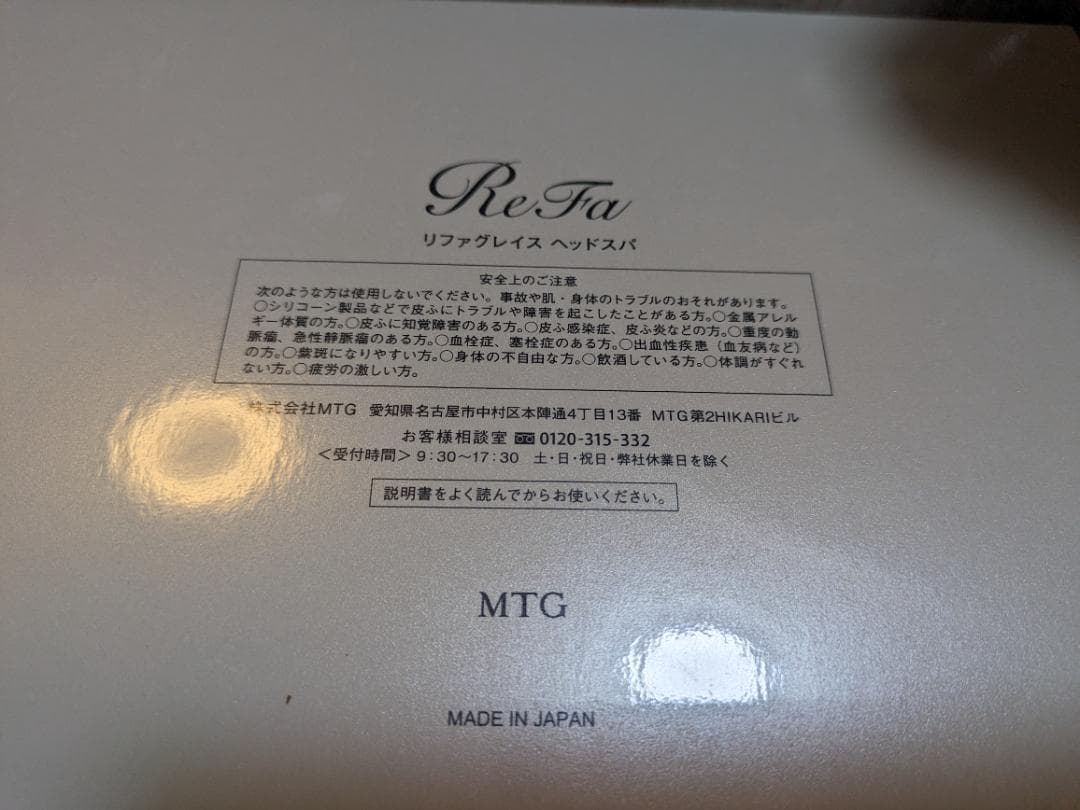 ReFa
リファグレイス ヘッドスパ
安全上のご注意
次のような方は使用しないでください。事故や肌・身体のトラブルのおそれがあります。
○シリコーン製品などで皮ふにトラブルや障害を起こしたことがある方。○金属アレル
ギー体質の方。○皮ふに知覚障害のある方。○皮ふ感染症、皮ふ炎などの方。○重度の動
脈瘤、急性静脈瘤のある方。○血栓症、塞栓症のある方。○出血性疾患（血友病など）
の方。○紫斑になりやすい方。○身体の不自由な方。○飲酒している方。○体調がすぐれ
ない方。○疲労の激しい方。
株式会社MTG 愛知県名古屋市中村区本陣通4丁目13番 MTG第2HIKARIビル
お客様相談室 0120-315-332
＜受付時間＞9：30～17：30 土・日・祝日・弊社休業日を除く
説明書をよく読んでからお使いください。
MTG
MADE IN JAPAN